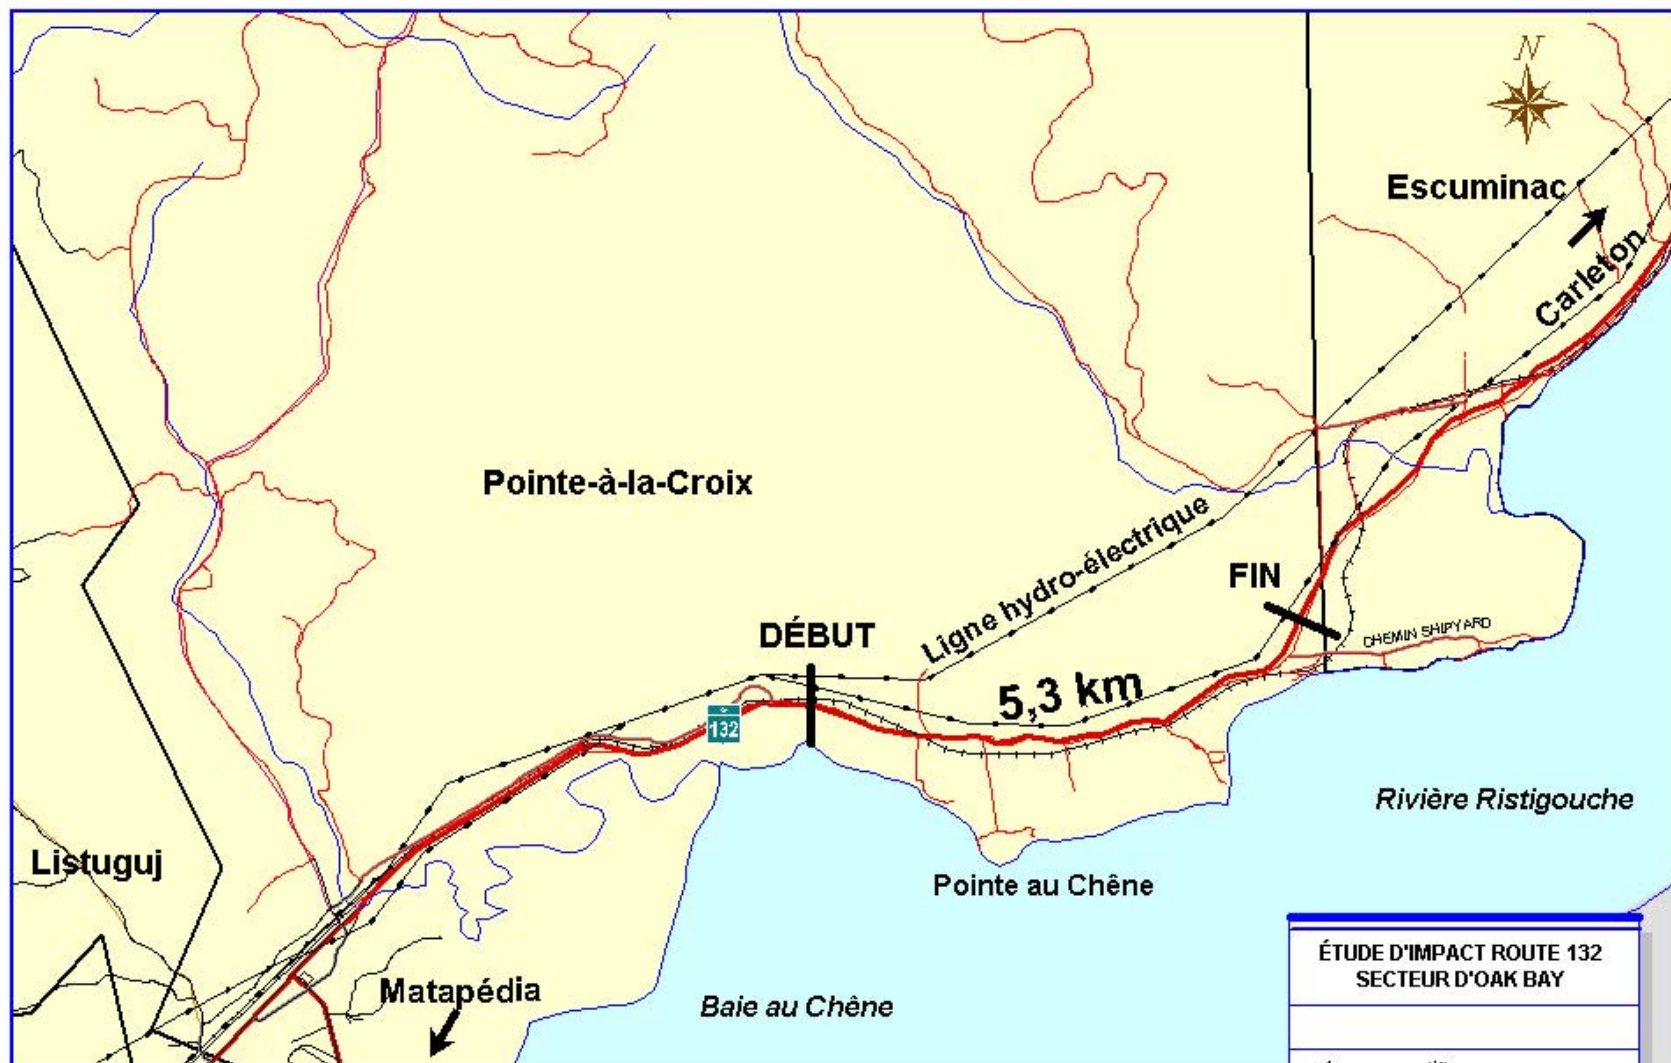 N
Escuminac
Carleton
Pointe-à-la-Croix
Ligne hydro-électrique
FIN
DÉBUT
CHEMIN SHIPYARD
5,3 km
132
Rivière Ristigouche
Listuguj
Pointe au Chêne
ÉTUDE D'IMPACT ROUTE 132
SECTEUR D'OAK BAY
Matapédia
Baie au Chêne